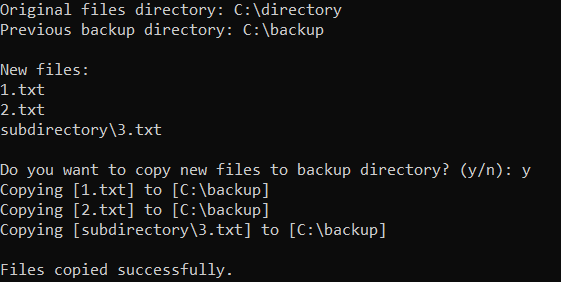 Original files directory: C:\directory
Previous backup directory: C:\backup
New files:
1.txt
2.txt
subdirectory\3.txt
Do you want to copy new files to backup directory? (y/n): y
Copying [1.txt] to [C:\backup]
Copying [2.txt] to [C:\backup]
Copying [subdirectory\3.txt] to [C:\backup]
Files copied successfully.